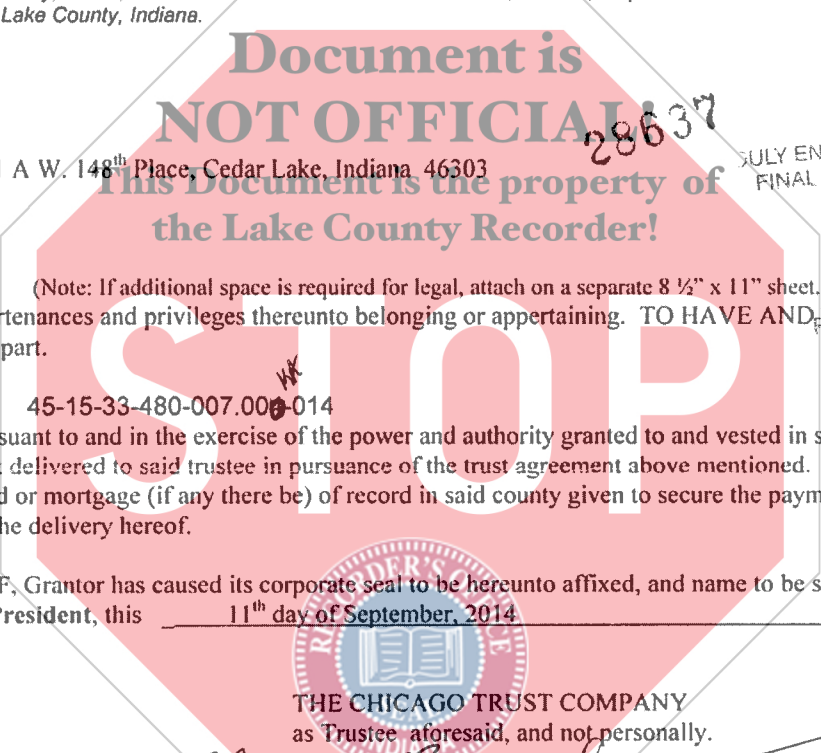 Lake County, Indiana.
Document is
NOT OFFICIAL!
28637
A W. 148th Place, Cedar Lake, Indiana 46303
This Document is the property of
the Lake County Recorder!
FINAL
(Note: If additional space is required for legal, attach on a separate 8 ½" x 11" sheet.
rtenances and privileges thereunto belonging or appertaining. TO HAVE AND
part.
STOP
45-15-33-480-007.000-014
suant to and in the exercise of the power and authority granted to and vested in s
delivered to said trustee in pursuance of the trust agreement above mentioned.
d or mortgage (if any there be) of record in said county given to secure the paym
he delivery hereof.
F, Grantor has caused its corporate seal to be hereunto affixed, and name to be s
President, this 11th day of September, 2014
THE CHICAGO TRUST COMPANY
as Trustee aforesaid, and not personally.